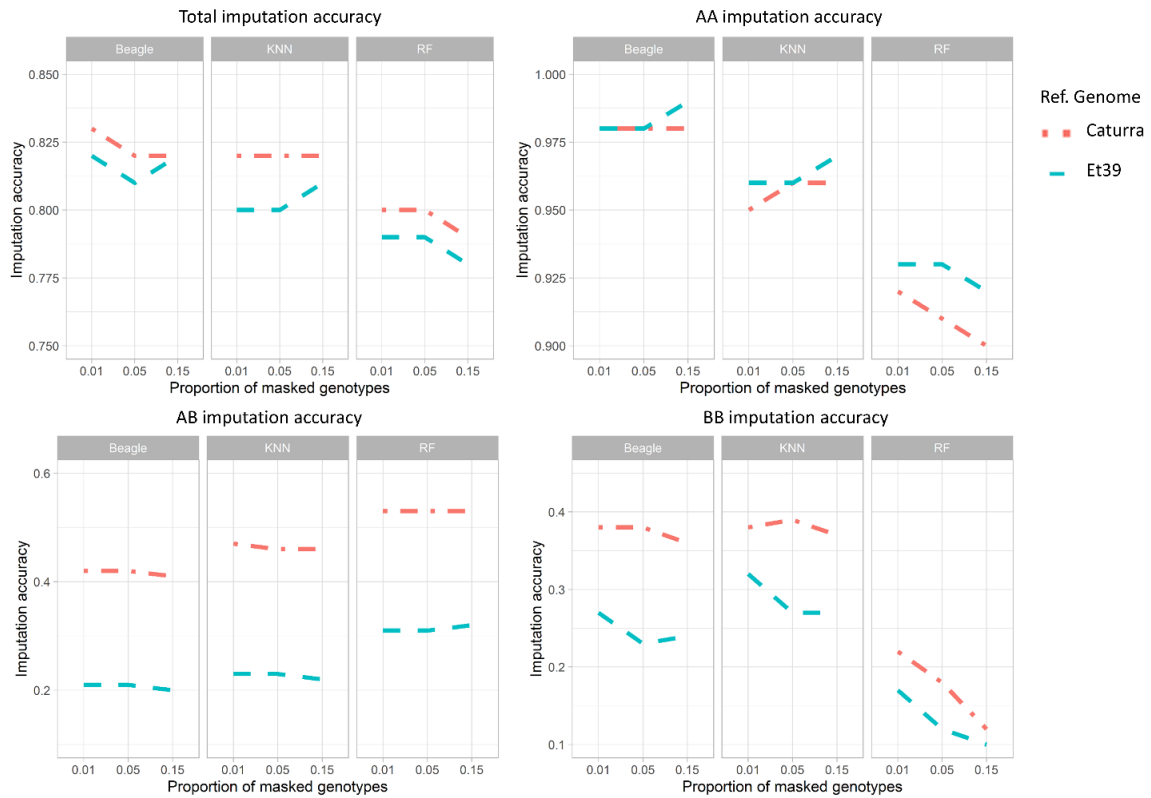 Total imputation accuracy
Beagle KNN RF
0.850
0.825
0.800
0.775
0.750
Imputation accuracy
0.01 0.05 0.15 0.01 0.05 0.15 0.01 0.05 0.15
Proportion of masked genotypes
AA imputation accuracy
Beagle KNN RF
1.000
0.975
0.950
0.925
0.900
Imputation accuracy
0.01 0.05 0.15 0.01 0.05 0.15 0.01 0.05 0.15
Proportion of masked genotypes
Ref. Genome
Caturra
Et39
AB imputation accuracy
Beagle KNN RF
0.6
0.4
0.2
Imputation accuracy
0.01 0.05 0.15 0.01 0.05 0.15 0.01 0.05 0.15
Proportion of masked genotypes
BB imputation accuracy
Beagle KNN RF
0.4
0.3
0.2
0.1
Imputation accuracy
0.01 0.05 0.15 0.01 0.05 0.15 0.01 0.05 0.15
Proportion of masked genotypes